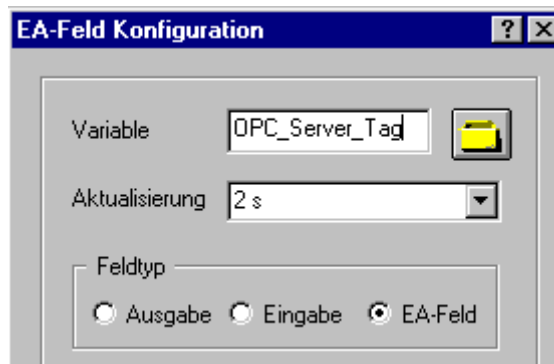 EA-Feld Konfiguration
Variable OPC_Server_Tag
Aktualisierung 2 s
Feldtyp
Ausgabe Eingabe EA-Feld